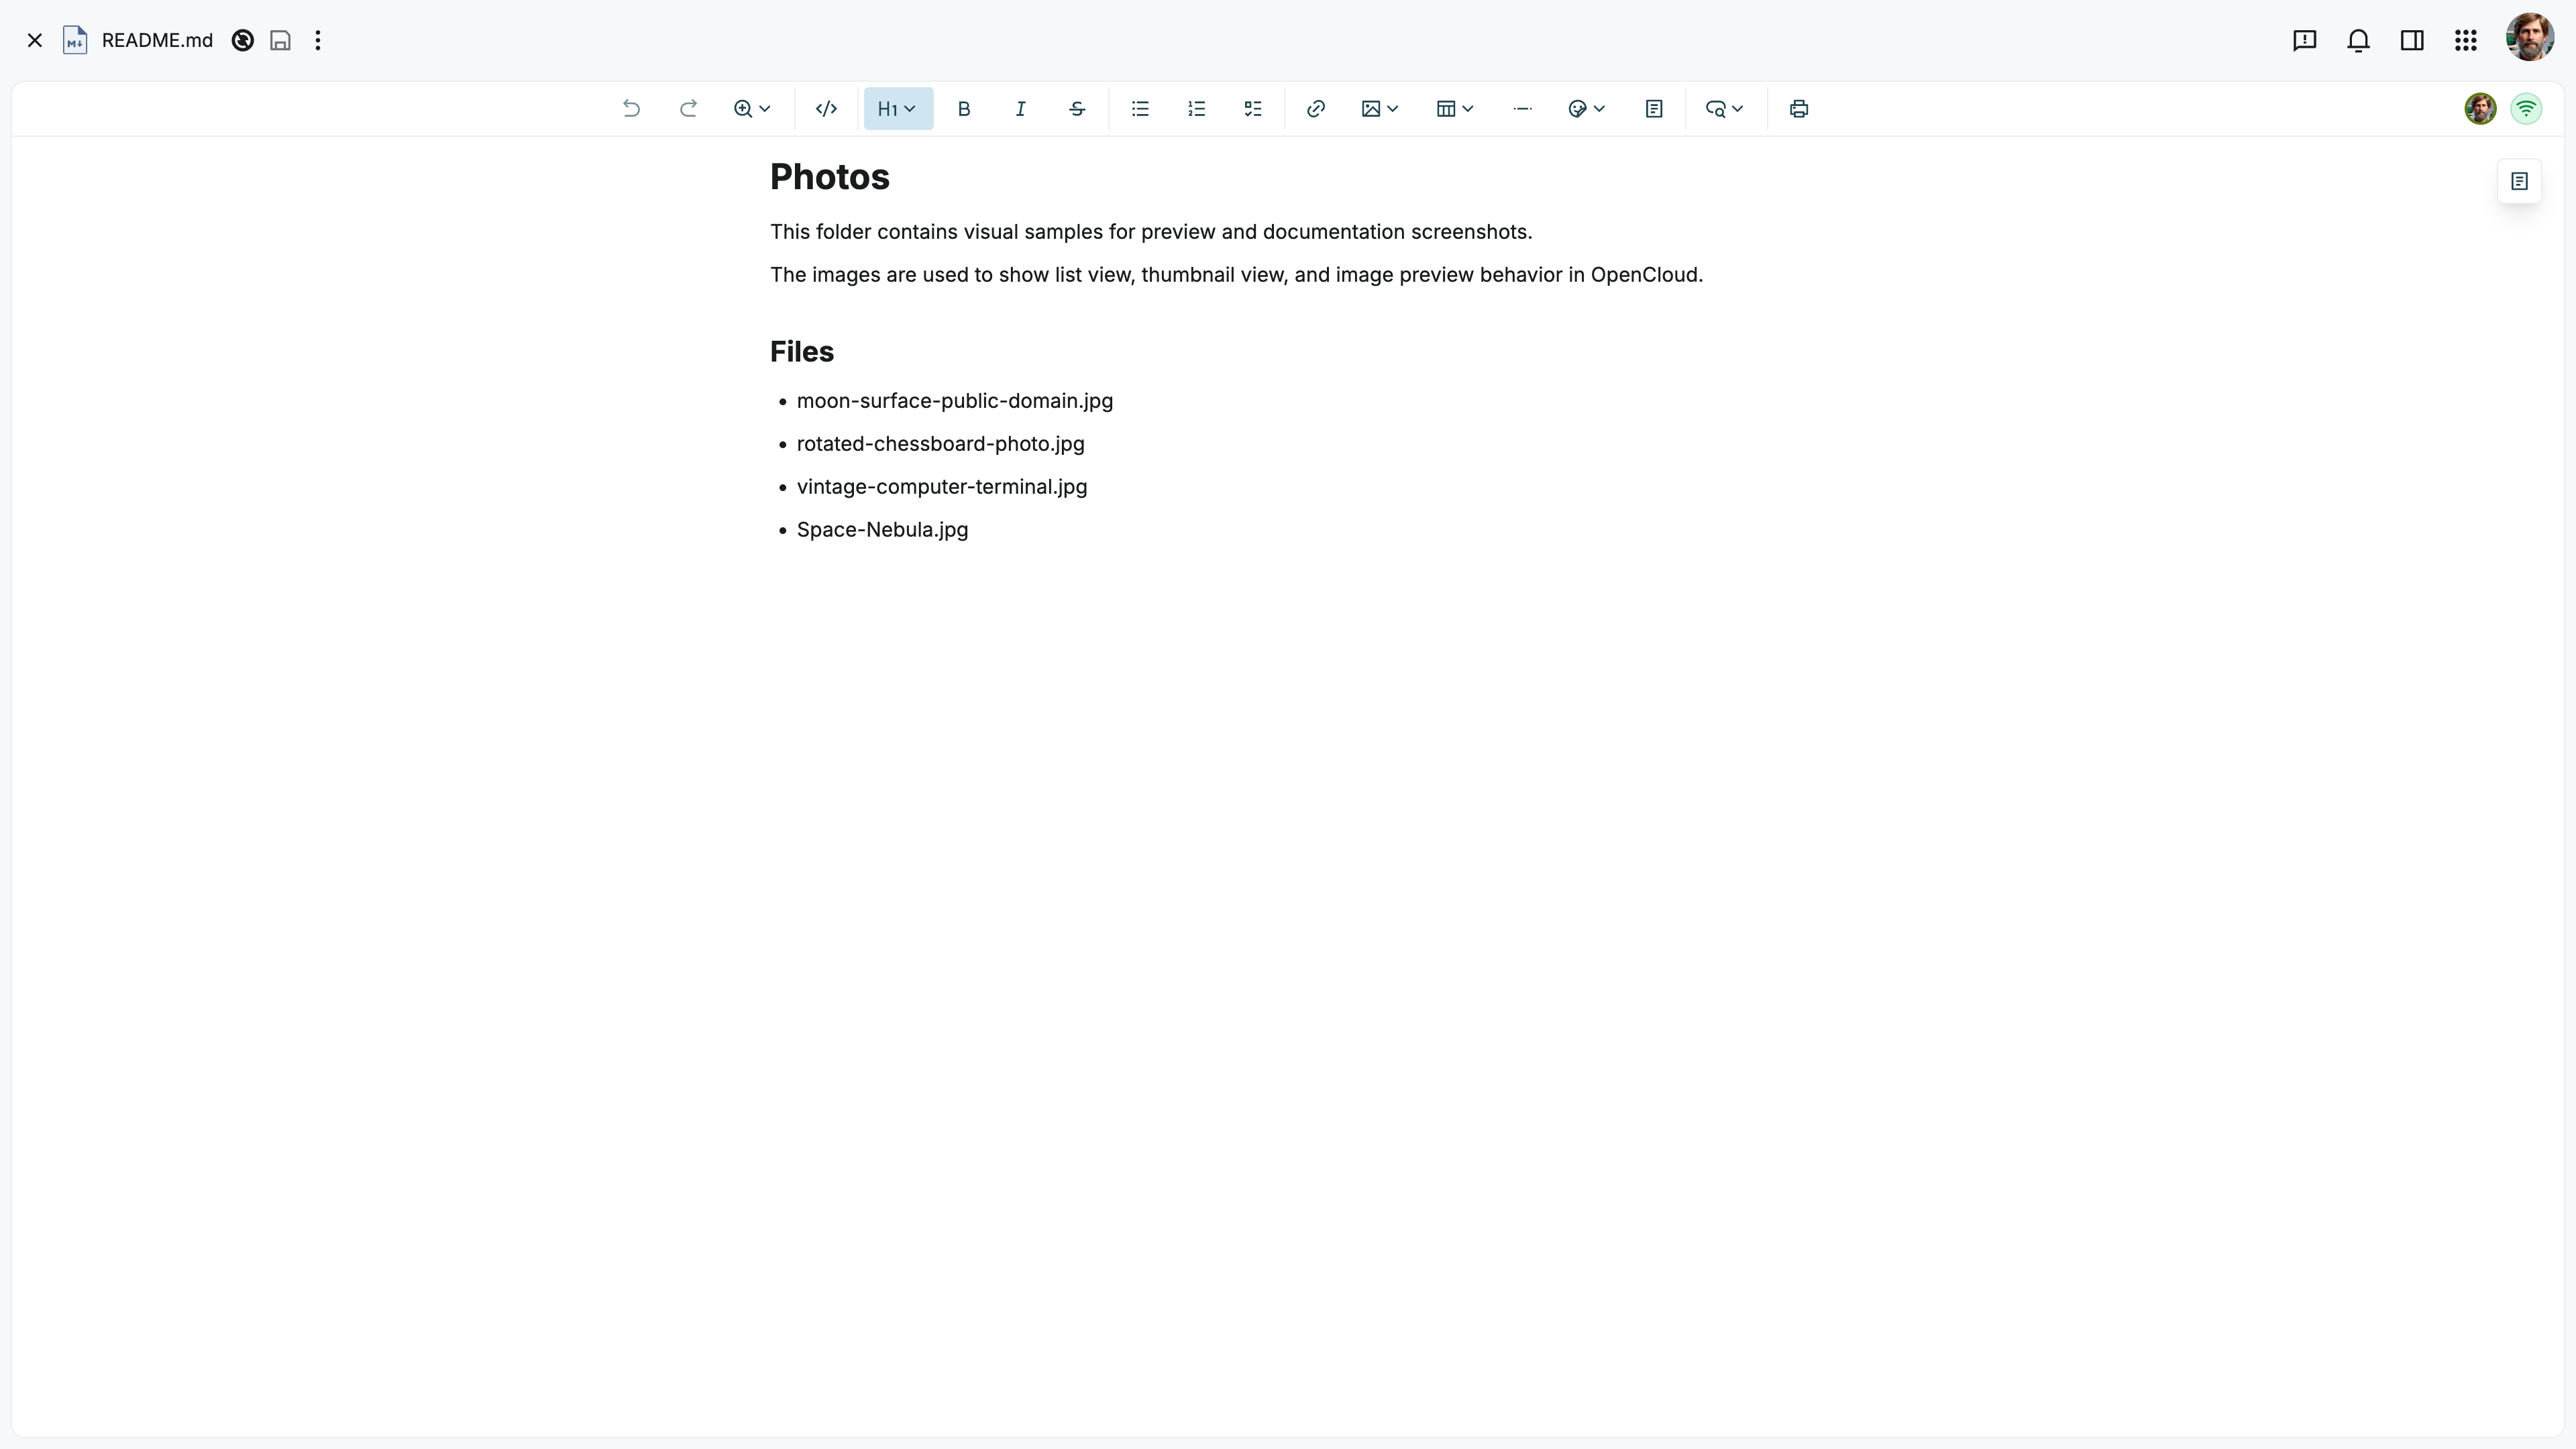 README.md
H1
Photos
This folder contains visual samples for preview and documentation screenshots.
The images are used to show list view, thumbnail view, and image preview behavior in OpenCloud.
Files
• moon-surface-public-domain.jpg
• rotated-chessboard-photo.jpg
• vintage-computer-terminal.jpg
• Space-Nebula.jpg